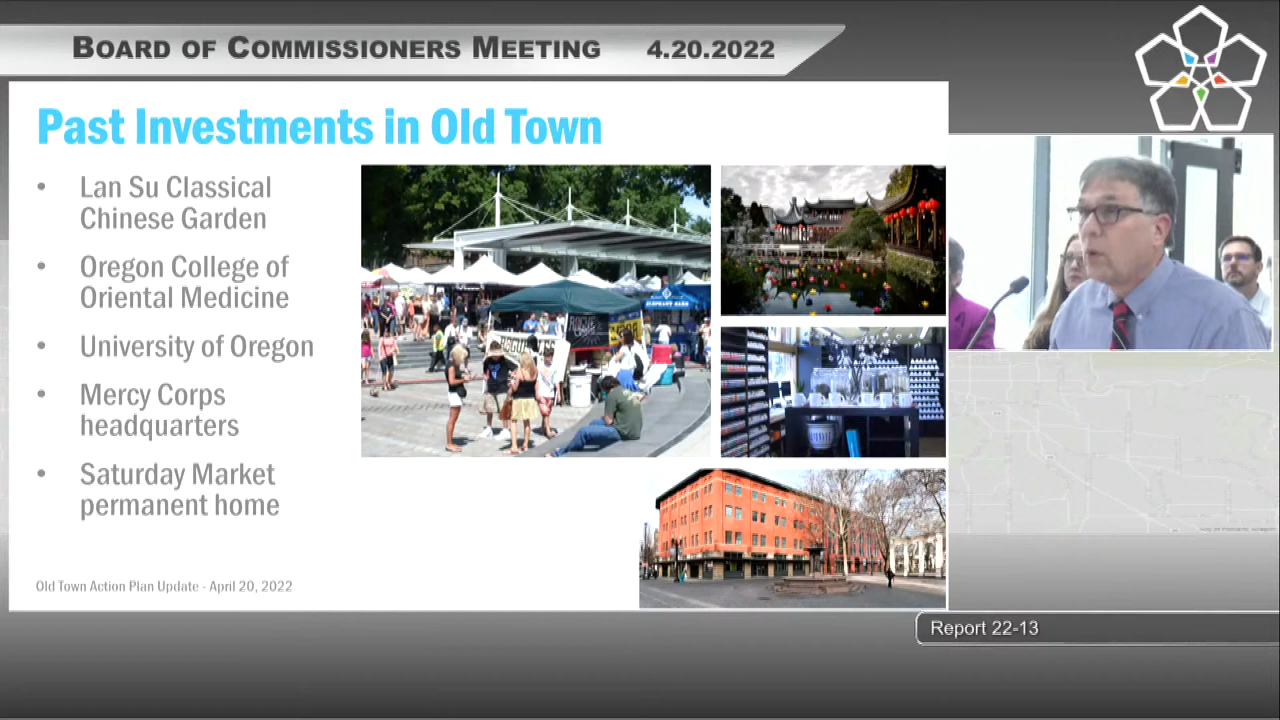 BOARD OF COMMISSIONERS MEETING 4.20.2022
Past Investments in Old Town
• Lan Su Classical
Chinese Garden
• Oregon College of
Oriental Medicine
• University of Oregon
• Mercy Corps
headquarters
• Saturday Market
permanent home
Old Town Action Plan Update - April 20, 2022
ROGUE
Report 22-13